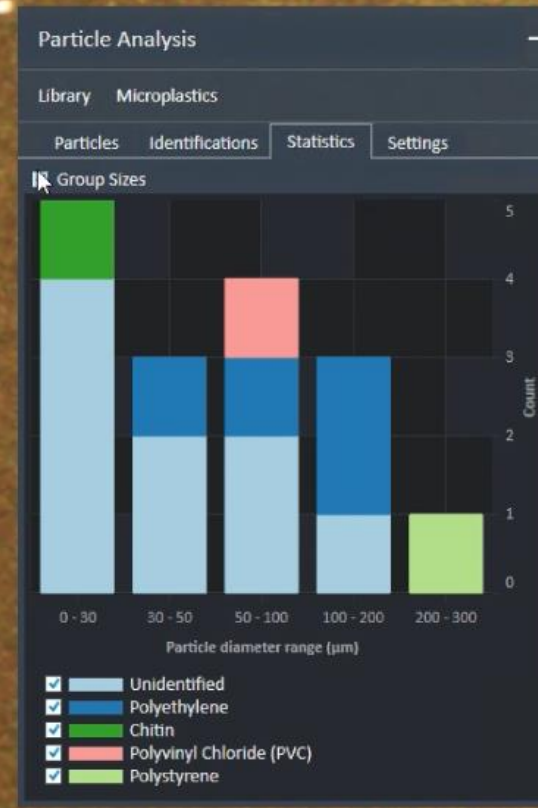 Particle Analysis
Library Microplastics
Particles Identifications Statistics Settings
Group Sizes
5
4
3
2
1
0
Count
0 - 30 30 - 50 50 - 100 100 - 200 200 - 300
Particle diameter range (µm)
Unidentified
Polyethylene
Chitin
Polyvinyl Chloride (PVC)
Polystyrene